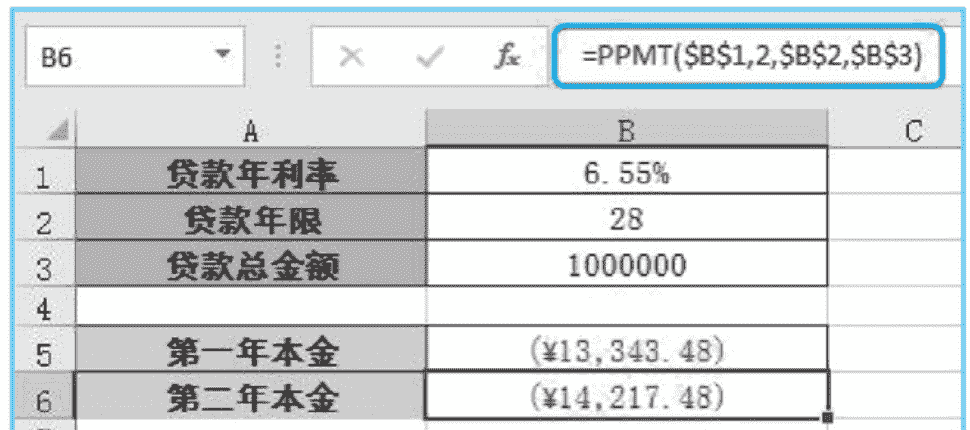 B6 fx =PPMT($B$1,2,$B$2,$B$3)
A B C
1 贷款年利率 6.55%
2 贷款年限 28
3 贷款总金额 1000000
4
5 第一年本金 (¥13,343.48)
6 第二年本金 (¥14,217.48)